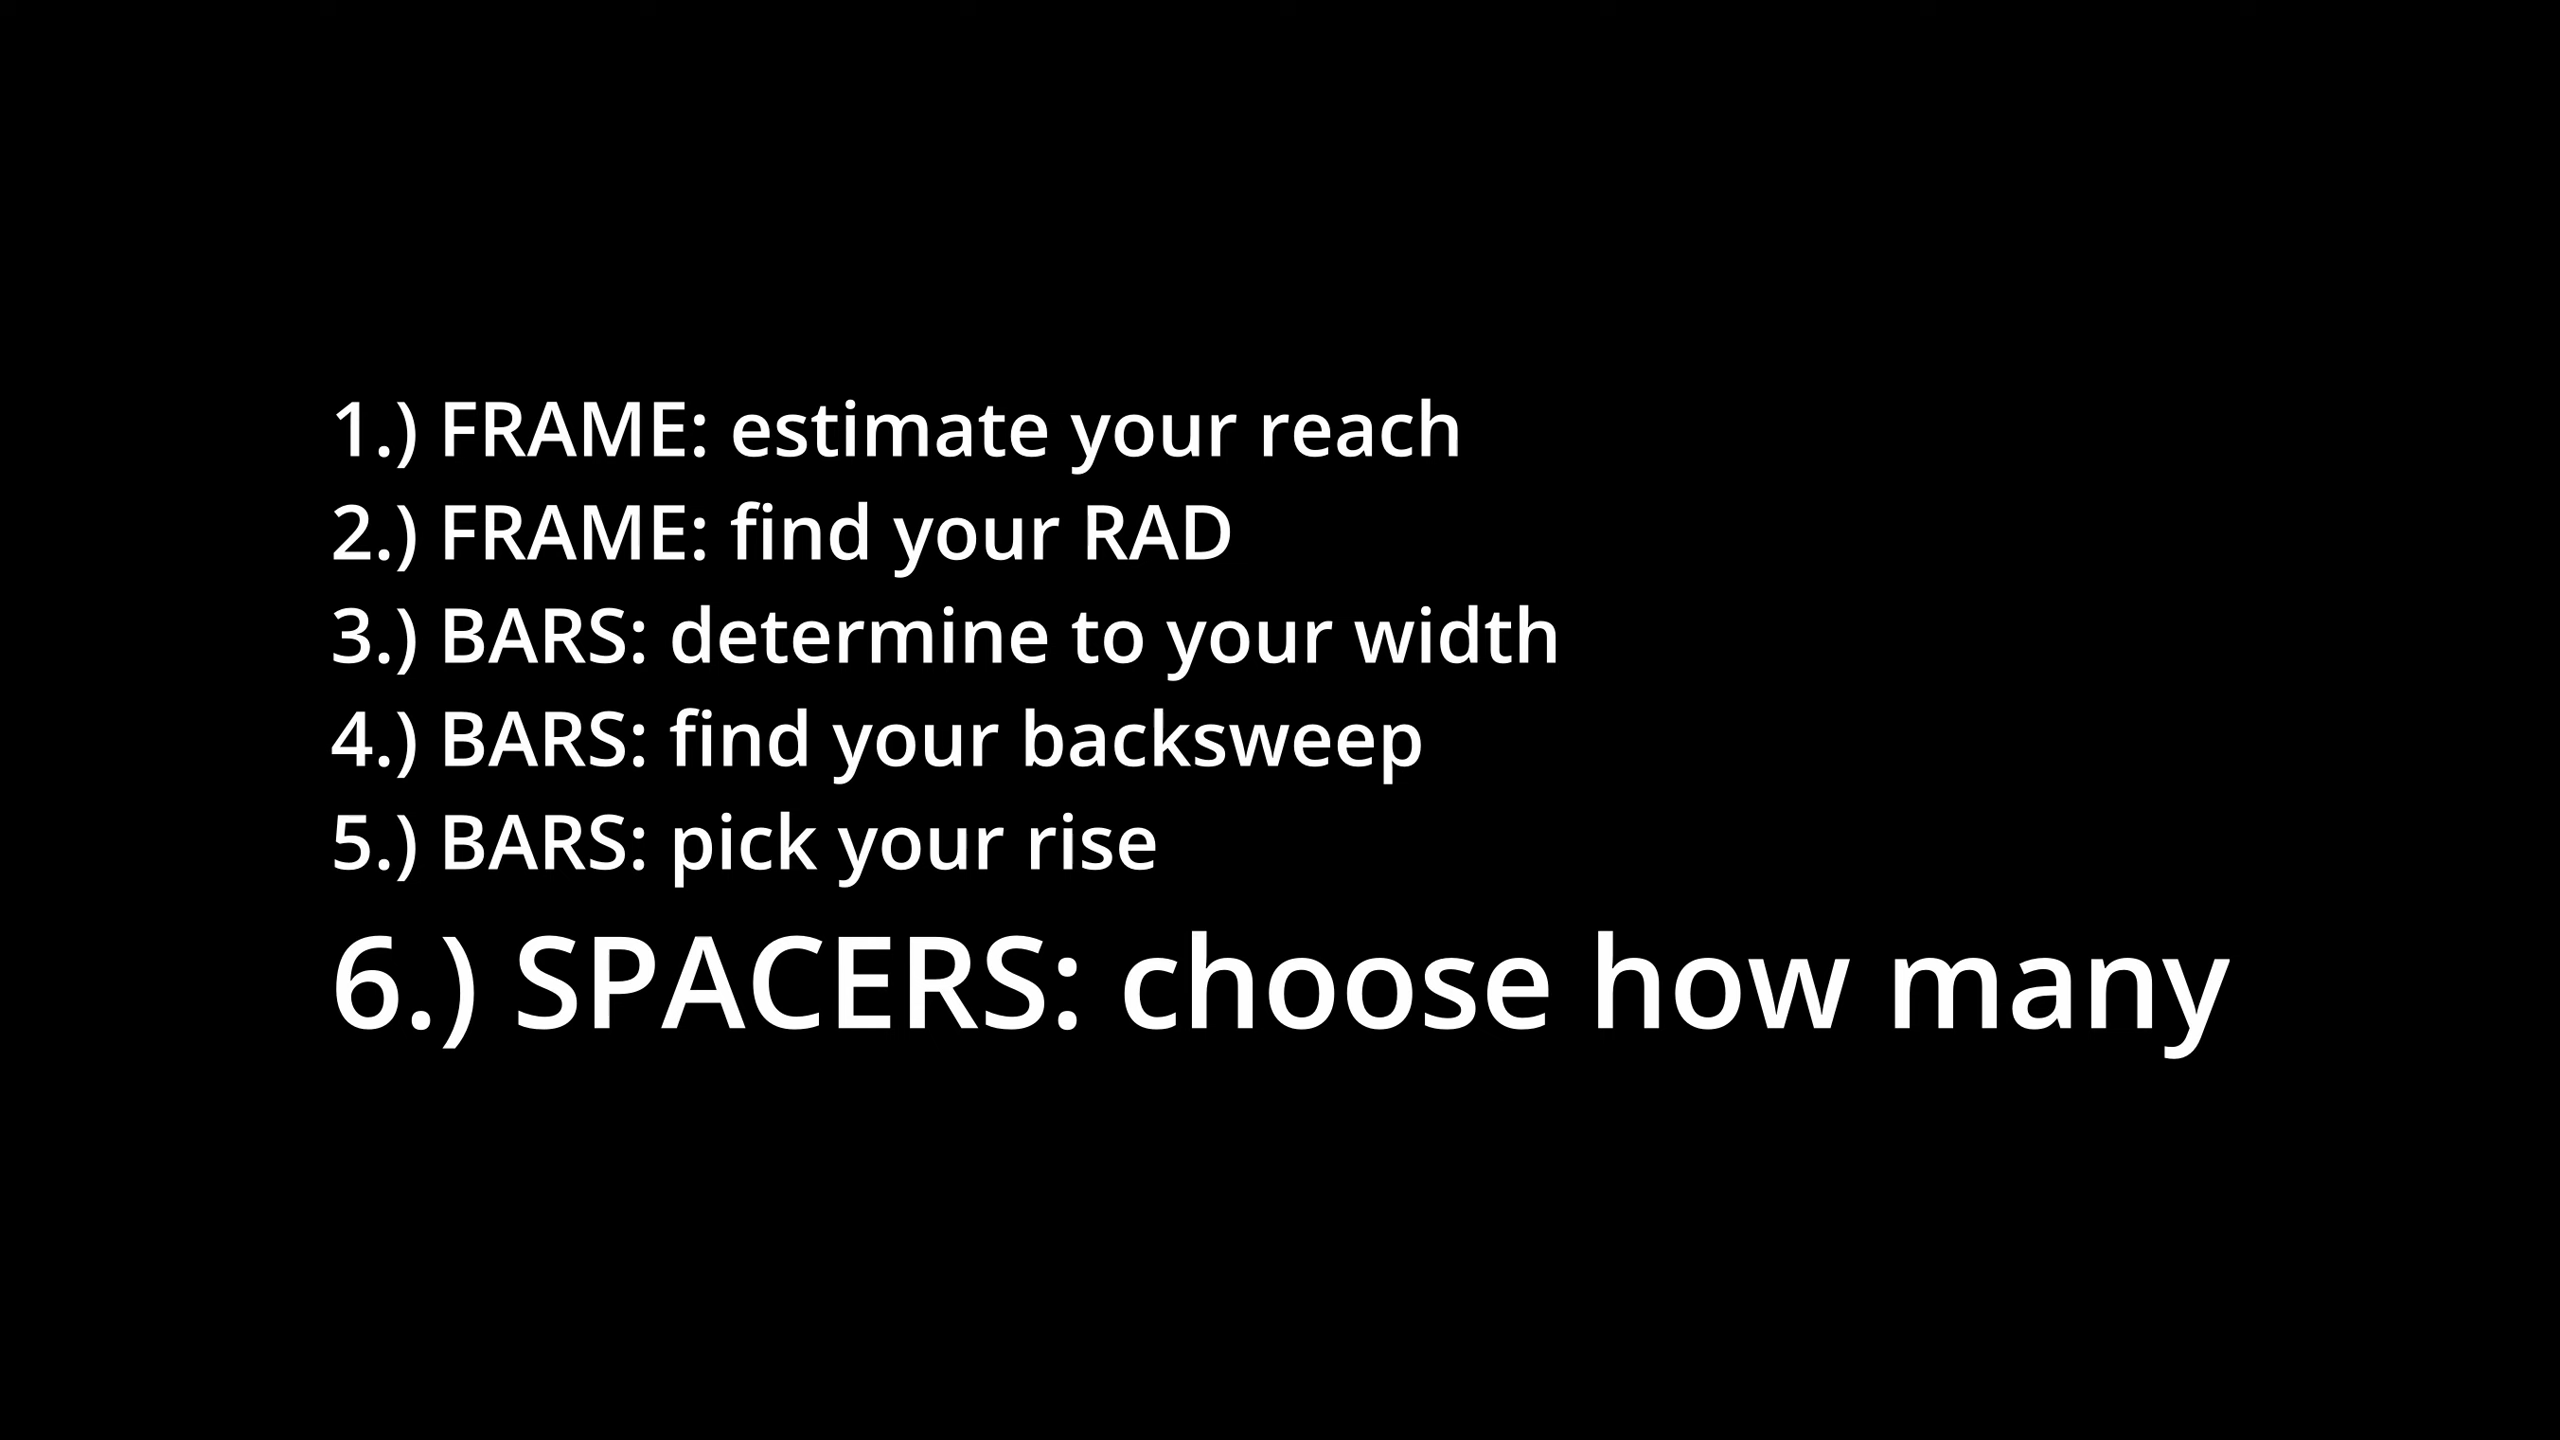 1.) FRAME: estimate your reach
2.) FRAME: find your RAD
3.) BARS: determine to your width
4.) BARS: find your backsweep
5.) BARS: pick your rise
6.) SPACERS: choose how many